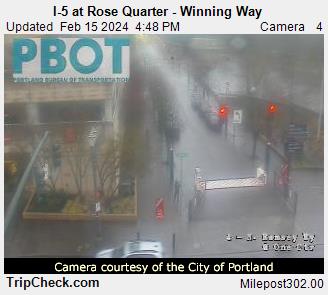 I-5 at Rose Quarter - Winning Way
Updated  Feb 15 2024  4:48 PM
Camera  4
PBOT
PORTLAND BUREAU OF TRANSPORTATION
Camera courtesy of the City of Portland
TripCheck.com
Milepost302.00